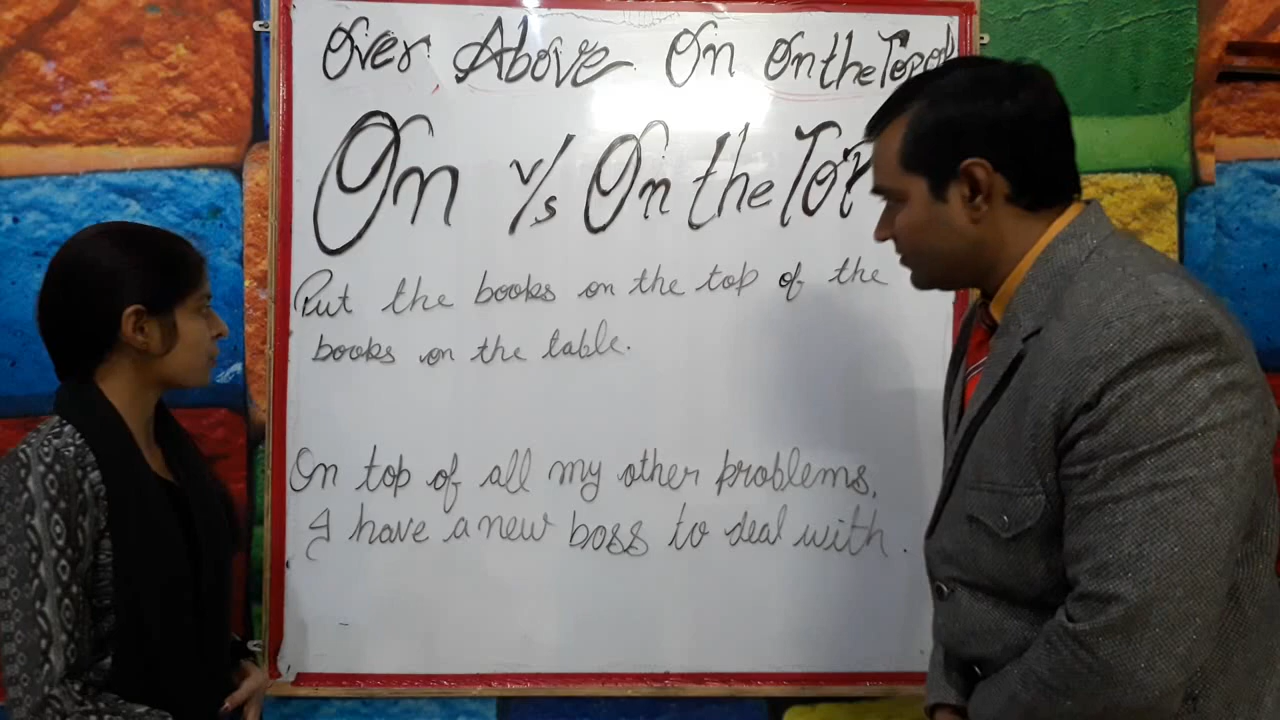 Over Above On On the Top of
On v/s On the Top
Put the books on the top of the
books on the table.
On top of all my other problems,
I have a new boss to deal with.